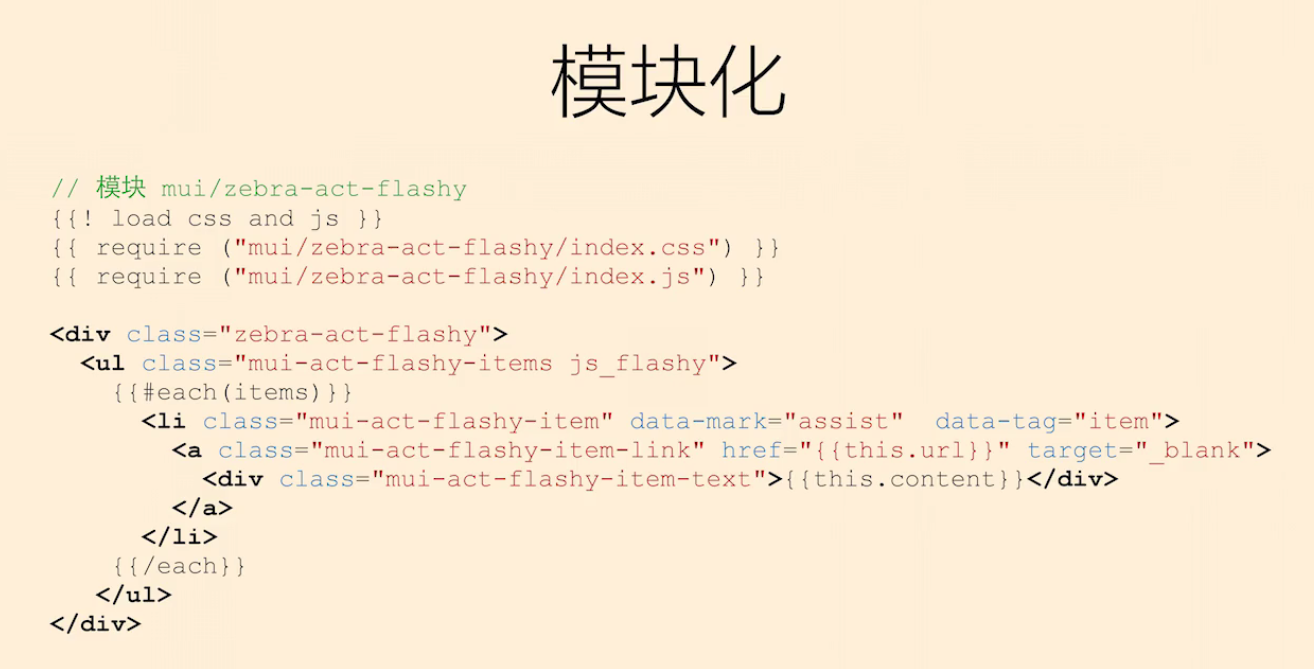 模块化
// 模块 mui/zebra-act-flashy
{{! load css and js }}
{{ require ("mui/zebra-act-flashy/index.css") }}
{{ require ("mui/zebra-act-flashy/index.js") }}
<div class="zebra-act-flashy">
<ul class="mui-act-flashy-items js_flashy">
{{#each(items)}}
<li class="mui-act-flashy-item" data-mark="assist"  data-tag="item">
<a class="mui-act-flashy-item-link" href="{{this.url}}" target="_blank">
<div class="mui-act-flashy-item-text">{{this.content}}</div>
</a>
</li>
{{/each}}
</ul>
</div>